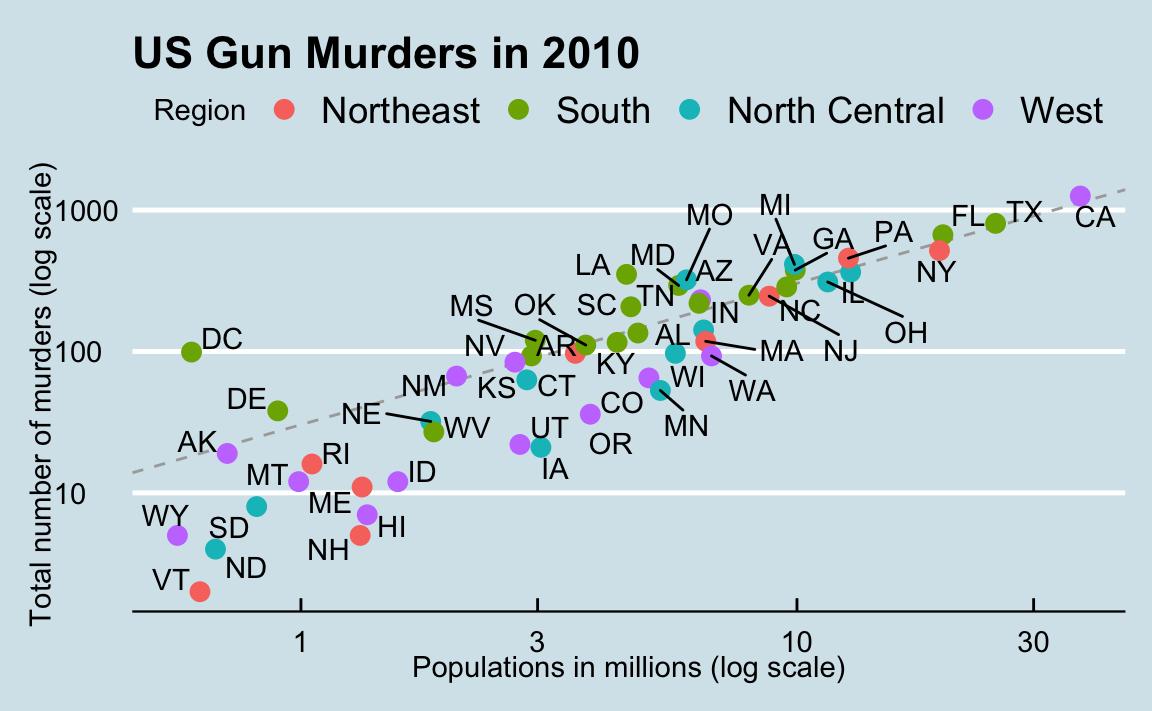 US Gun Murders in 2010
Region Northeast South North Central West
Total number of murders (log scale)
1000
100
10
MI
MO
TX
FL
CA
PA
GA
VA
MD
LA
AZ
NY
TN
SC
IL
MS
OK
IN
NC
OH
DC
NV
AR
AL
MA
NJ
KY
WI
NM
KS
CT
WA
DE
CO
NE
WV
UT
MN
AK
OR
RI
IA
MT
ID
ME
WY
SD
HI
NH
ND
VT
1
3
10
30
Populations in millions (log scale)